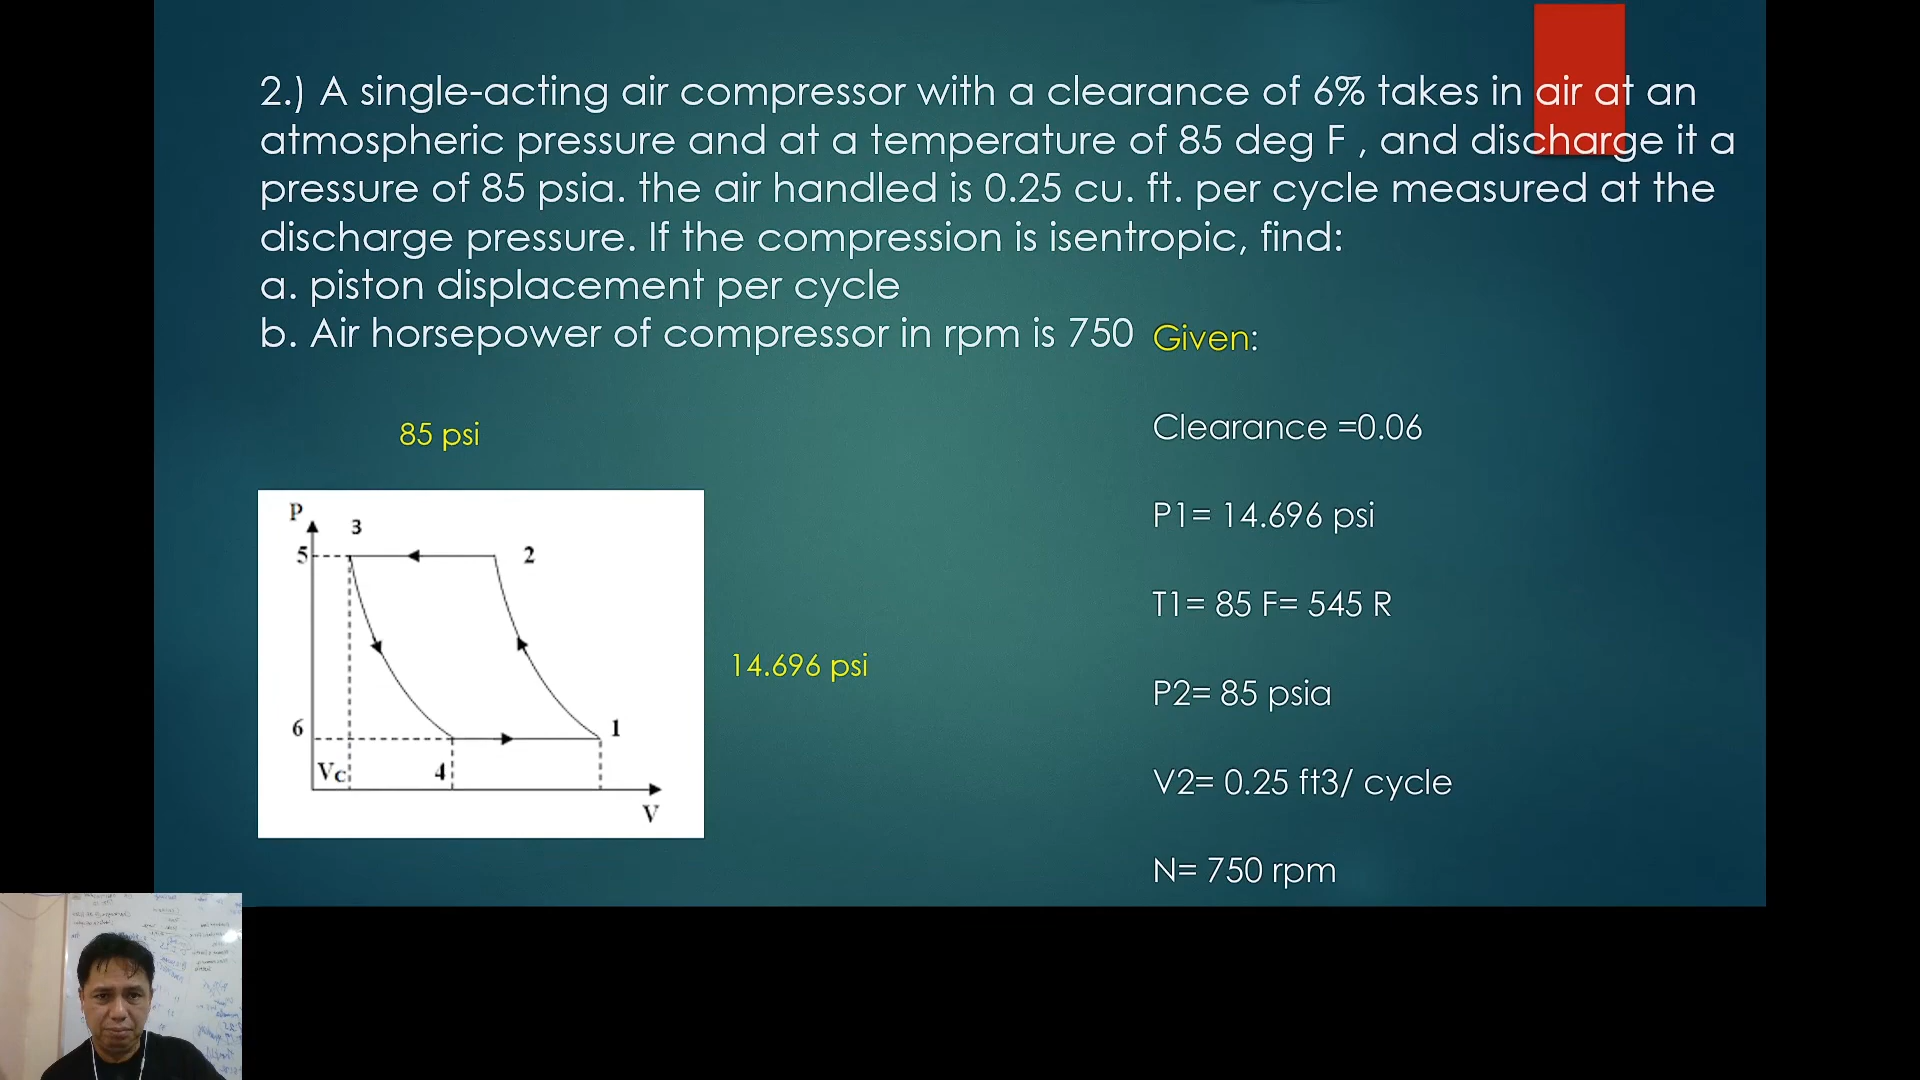 2.) A single-acting air compressor with a clearance of 6% takes in air at an
atmospheric pressure and at a temperature of 85 deg F , and discharge it a
pressure of 85 psia. the air handled is 0.25 cu. ft. per cycle measured at the
discharge pressure. If the compression is isentropic, find:
a. piston displacement per cycle
b. Air horsepower of compressor in rpm is 750
Given:
Clearance =0.06
P1= 14.696 psi
T1= 85 F= 545 R
P2= 85 psia
V2= 0.25 ft3/ cycle
N= 750 rpm
85 psi
P
3
5
2
6
1
Vc
4
V
14.696 psi